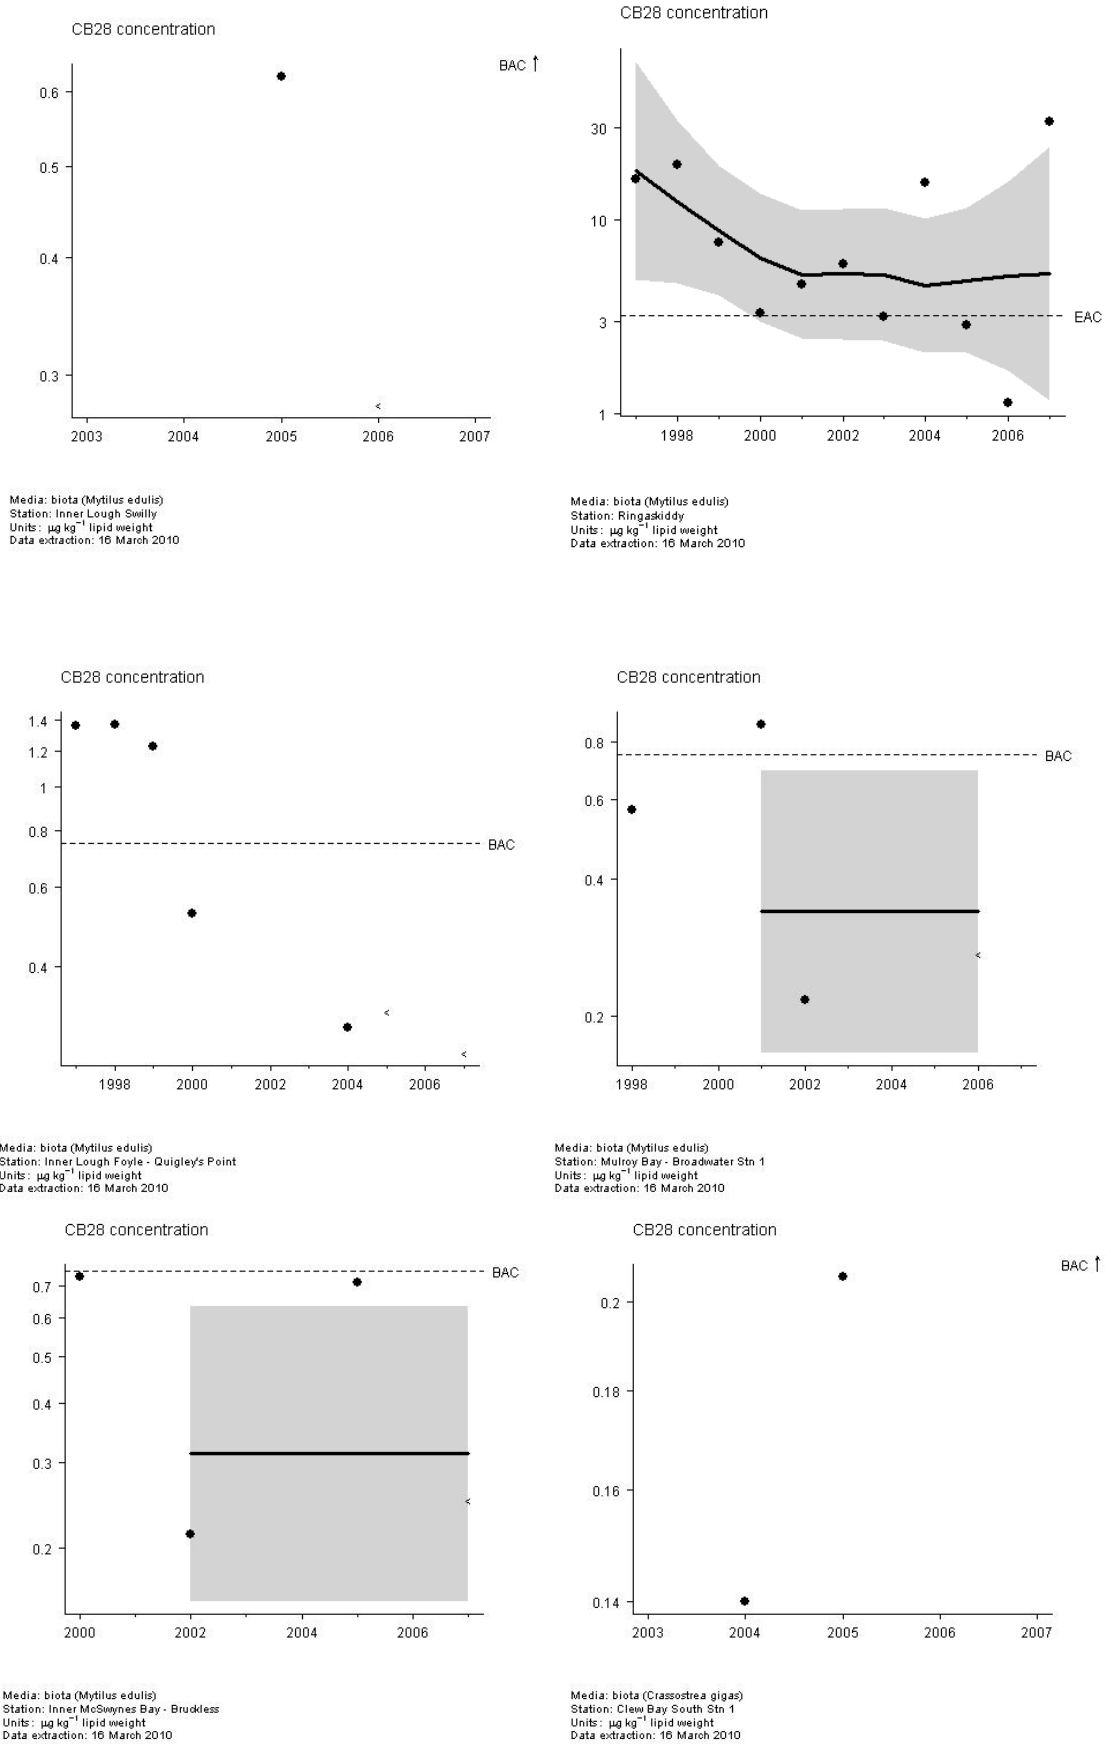 CB28 concentration
BAC ↑
0.6
0.5
0.4
0.3
2003 2004 2005 2006 2007
<
Media: biota (Mytilus edulis)
Station: Inner Lough Swilly
Units: µg kg⁻¹ lipid weight
Data extraction: 16 March 2010
CB28 concentration
30
10
3
1
EAC
1998 2000 2002 2004 2006
Media: biota (Mytilus edulis)
Station: Ringaskiddy
Units: µg kg⁻¹ lipid weight
Data extraction: 16 March 2010
CB28 concentration
1.4
1.2
1
0.8
BAC
0.6
0.4
<
<
1998 2000 2002 2004 2006
Media: biota (Mytilus edulis)
Station: Inner Lough Foyle - Quigley's Point
Units: µg kg⁻¹ lipid weight
Data extraction: 16 March 2010
CB28 concentration
0.8
BAC
0.6
0.4
<
0.2
1998 2000 2002 2004 2006
Media: biota (Mytilus edulis)
Station: Mulroy Bay - Broadwater Stn 1
Units: µg kg⁻¹ lipid weight
Data extraction: 16 March 2010
CB28 concentration
BAC
0.7
0.6
0.5
0.4
0.3
<
0.2
2000 2002 2004 2006
Media: biota (Mytilus edulis)
Station: Inner McSwynes Bay - Bruckless
Units: µg kg⁻¹ lipid weight
Data extraction: 16 March 2010
CB28 concentration
BAC ↑
0.2
0.18
0.16
0.14
2003 2004 2005 2006 2007
Media: biota (Crassostrea gigas)
Station: Clew Bay South Stn 1
Units: µg kg⁻¹ lipid weight
Data extraction: 16 March 2010